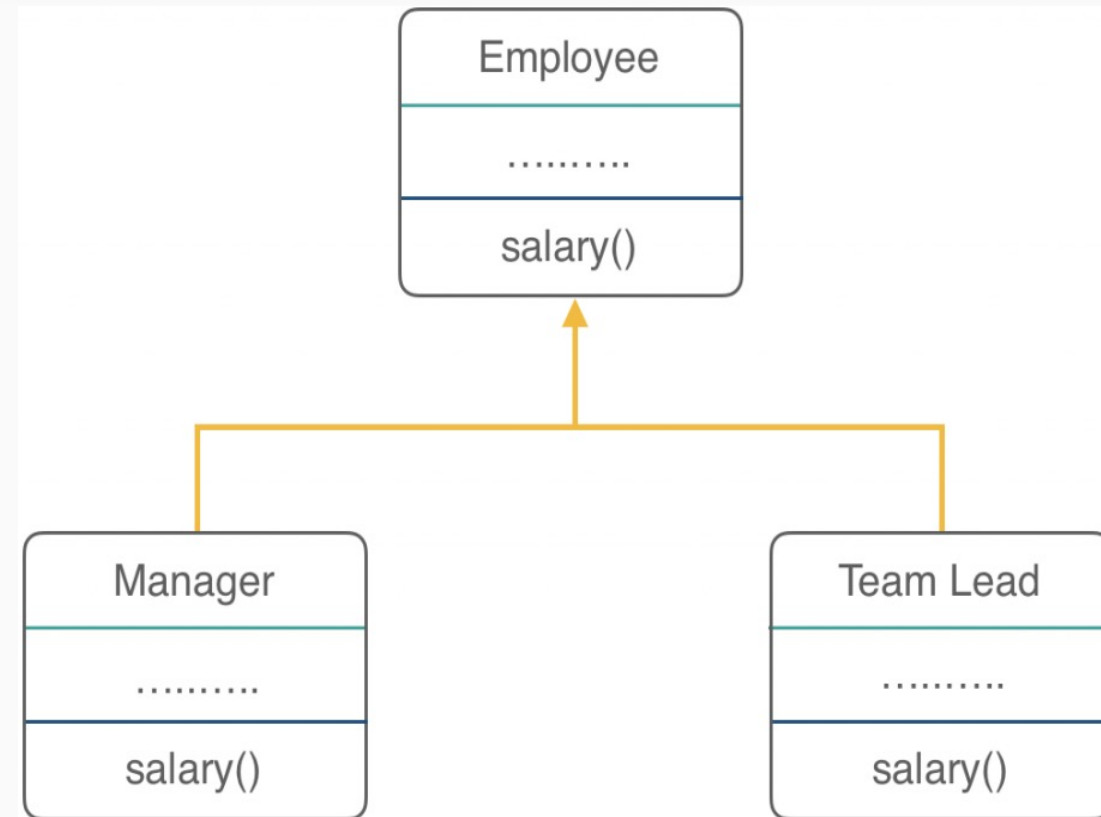 Employee
..........
salary()
Manager
..........
salary()
Team Lead
..........
salary()